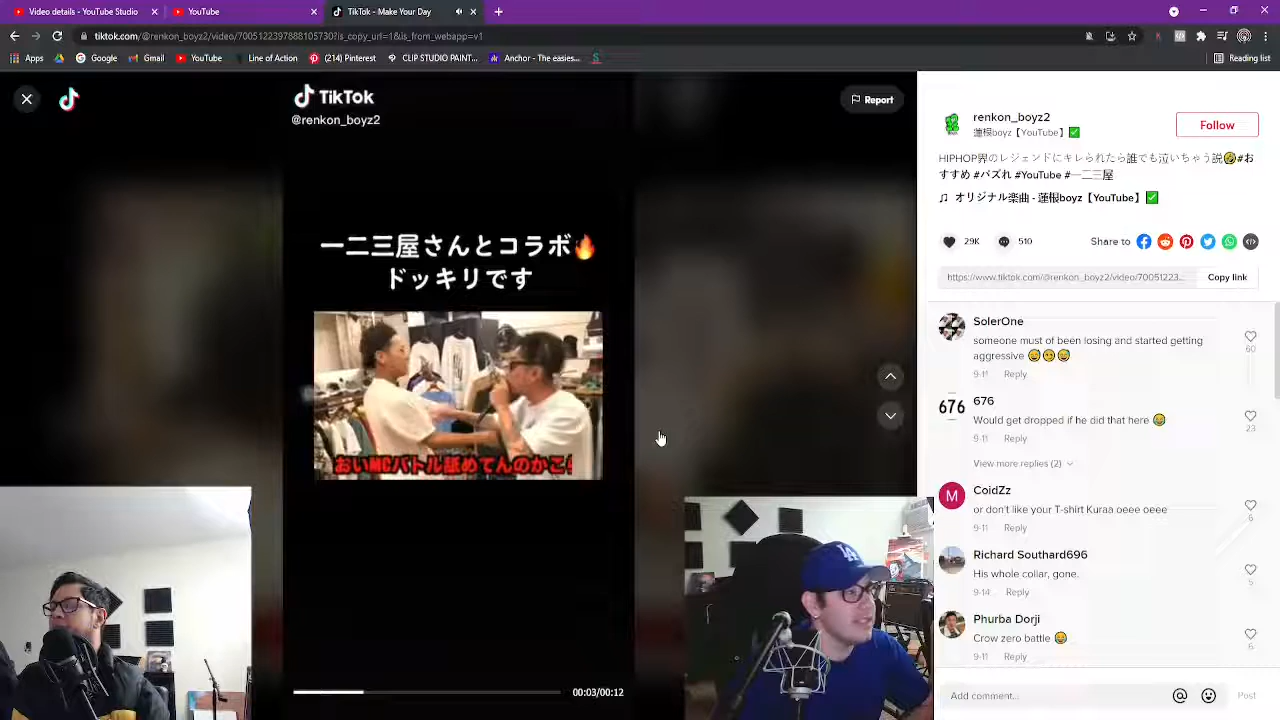 Video details - YouTube Studio
YouTube
TikTok - Make Your Day
tiktok.com/@renkon_boyz2/video/7005122397888105730?is_copy_url=1&is_from_webapp=v1
Apps
Google
Gmail
YouTube
Line of Action
(214) Pinterest
CLIP STUDIO PAINT...
Anchor - The easies...
Reading list
TikTok
@renkon_boyz2
Report
一二三屋さんとコラボ🔥
ドッキリです
おいMCバトル舐めてんのかこら
00:03/00:12
renkon_boyz2
蓮根boyz【YouTube】✅
Follow
HIPHOP界のレジェンドにキレられたら誰でも泣いちゃう説🤣#お
すすめ #バズれ #YouTube #一二三屋
♫ オリジナル楽曲 - 蓮根boyz【YouTube】✅
29K
510
Share to
https://www.tiktok.com/@renkon_boyz2/video/70051223...
Copy link
SolerOne
someone must of been losing and started getting
aggressive
60
9-11 Reply
676
676
Would get dropped if he did that here
23
9-11 Reply
View more replies (2)
M
CoidZz
or don't like your T-shirt Kuraa oeee oeee
6
9-11 Reply
Richard Southard696
His whole collar, gone.
5
9-14 Reply
Phurba Dorji
Crow zero battle
6
9-11 Reply
Add comment...
@
Post
LA